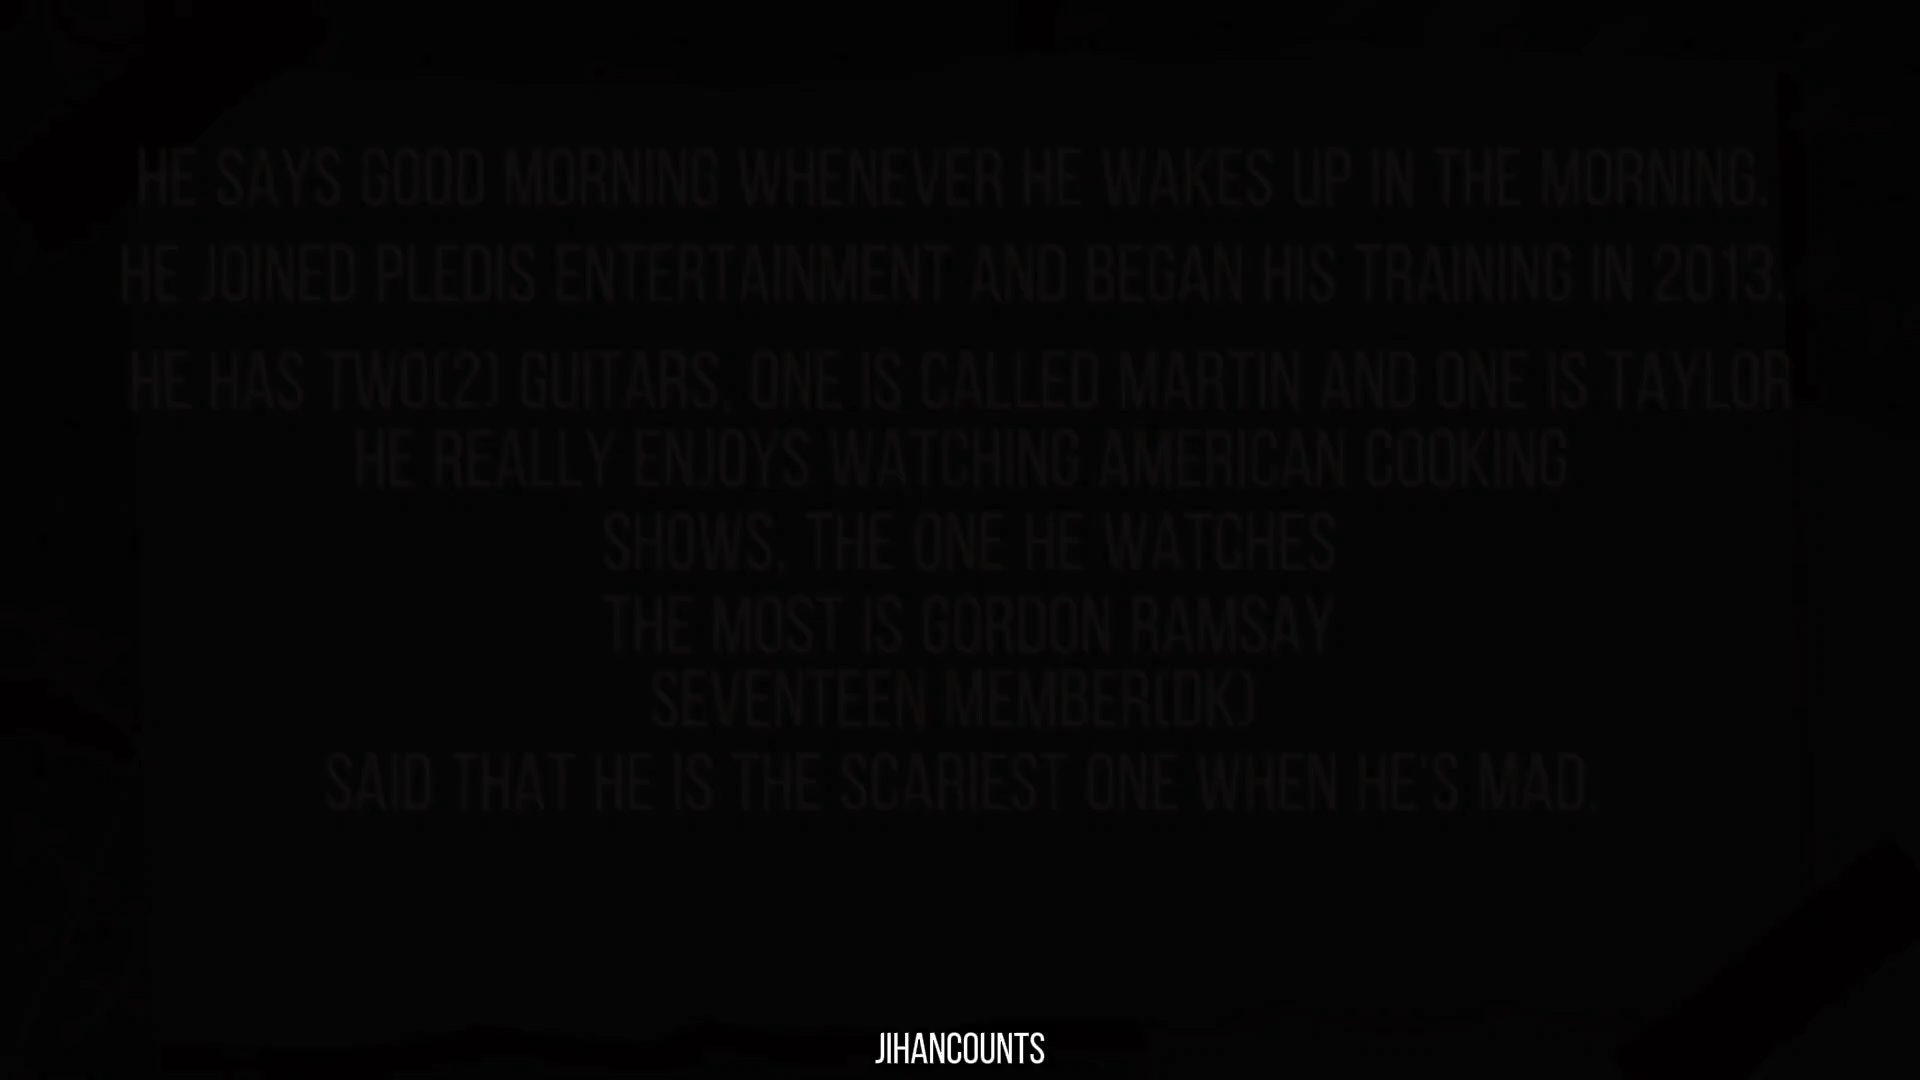 HE SAYS GOOD MORNING WHENEVER HE WAKES UP IN THE MORNING.
HE JOINED PLEDIS ENTERTAINMENT AND BEGAN HIS TRAINING IN 2013.
HE HAS TWO(2) GUITARS, ONE IS CALLED MARTIN AND ONE IS TAYLOR
HE REALLY ENJOYS WATCHING AMERICAN COOKING
SHOWS, THE ONE HE WATCHES
THE MOST IS GORDON RAMSAY
SEVENTEEN MEMBER(DK)
SAID THAT HE IS THE SCARIEST ONE WHEN HE'S MAD.
JIHANCOUNTS